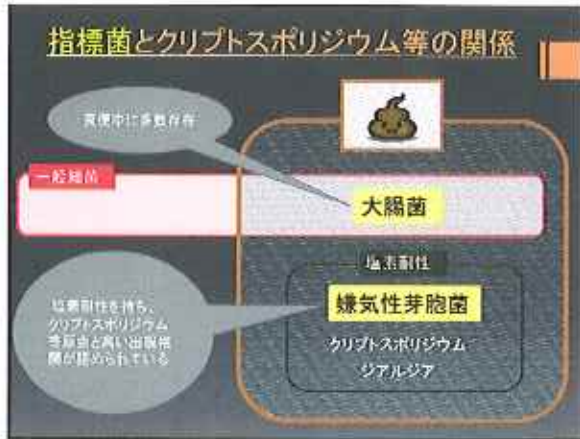 指標菌とクリプトスポリジウム等の関係
糞便中に多数存在
一般細菌
大腸菌
塩素耐性
嫌気性芽胞菌
クリプトスポリジウム
ジアルジア
塩素耐性を持ち、
クリプトスポリジウム
等原虫と高い出現相
関が認められている